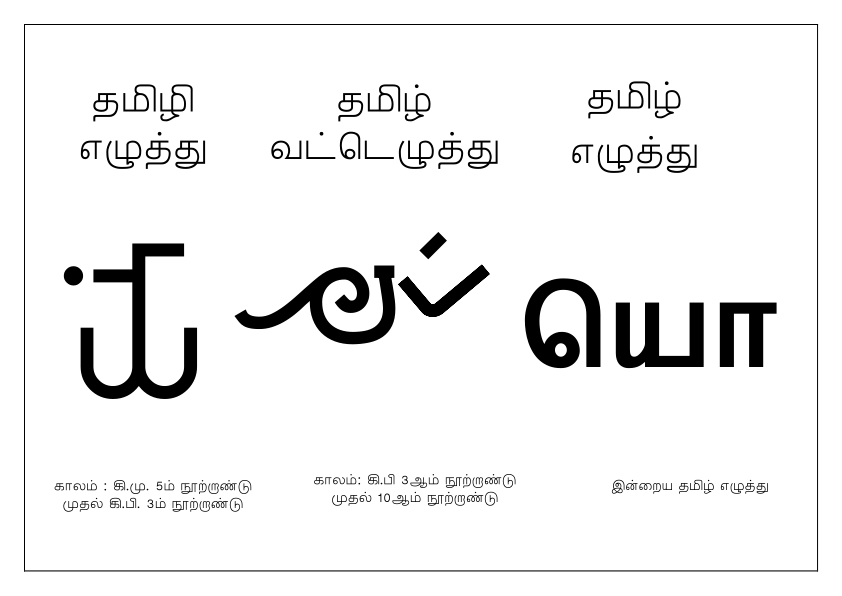 தமிழி
எழுத்து
தமிழ்
வட்டெழுத்து
தமிழ்
எழுத்து
யொ
காலம் : கி.மு. 5ம் நூற்றாண்டு
முதல் கி.பி. 3ம் நூற்றாண்டு
காலம்: கி.பி 3ஆம் நூற்றாண்டு
முதல் 10ஆம் நூற்றாண்டு
இன்றைய தமிழ் எழுத்து